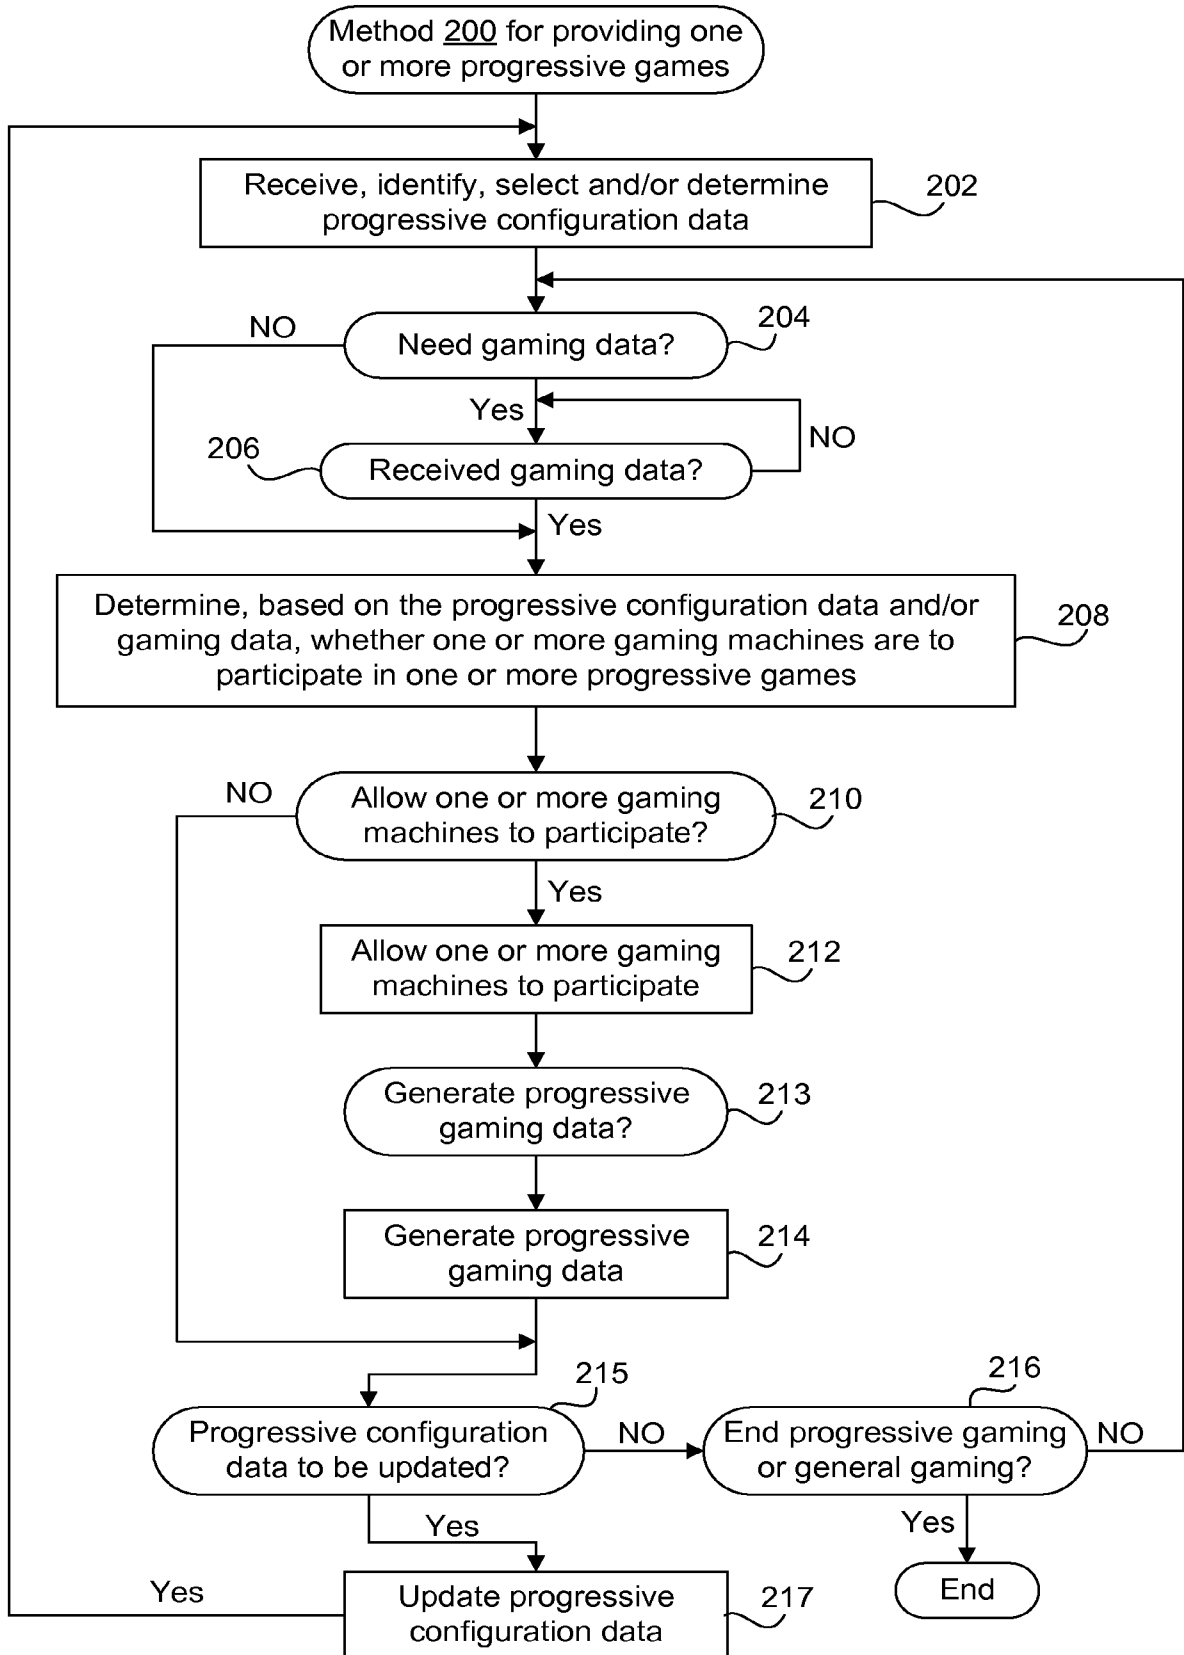 Method 200 for providing one
or more progressive games
Receive, identify, select and/or determine
progressive configuration data
202
NO
Need gaming data?
204
Yes
NO
206
Received gaming data?
Yes
Determine, based on the progressive configuration data and/or
gaming data, whether one or more gaming machines are to
participate in one or more progressive games
208
NO
Allow one or more gaming
machines to participate?
210
Yes
Allow one or more gaming
machines to participate
212
Generate progressive
gaming data?
213
Generate progressive
gaming data
214
215
216
Progressive configuration
data to be updated?
NO
End progressive gaming
or general gaming?
NO
Yes
Yes
End
Yes
Update progressive
configuration data
217